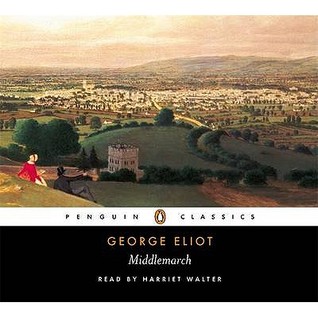 PENGUIN CLASSICS
GEORGE ELIOT
Middlemarch
READ BY HARRIET WALTER